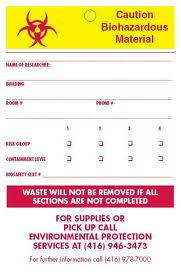 Caution
Biohazardous
Material
NAME OF RESEARCHER:
BUILDING
ROOM # PHONE #
1 2 3 4
RISK GROUP
CONTAINMENT LEVEL
BIOSAFETY CERT #
WASTE WILL NOT BE REMOVED IF ALL
SECTIONS ARE NOT COMPLETED
FOR SUPPLIES OR
PICK UP CALL
ENVIRONMENTAL PROTECTION
SERVICES AT (416) 946-3473
For further information call (416) 978-7000